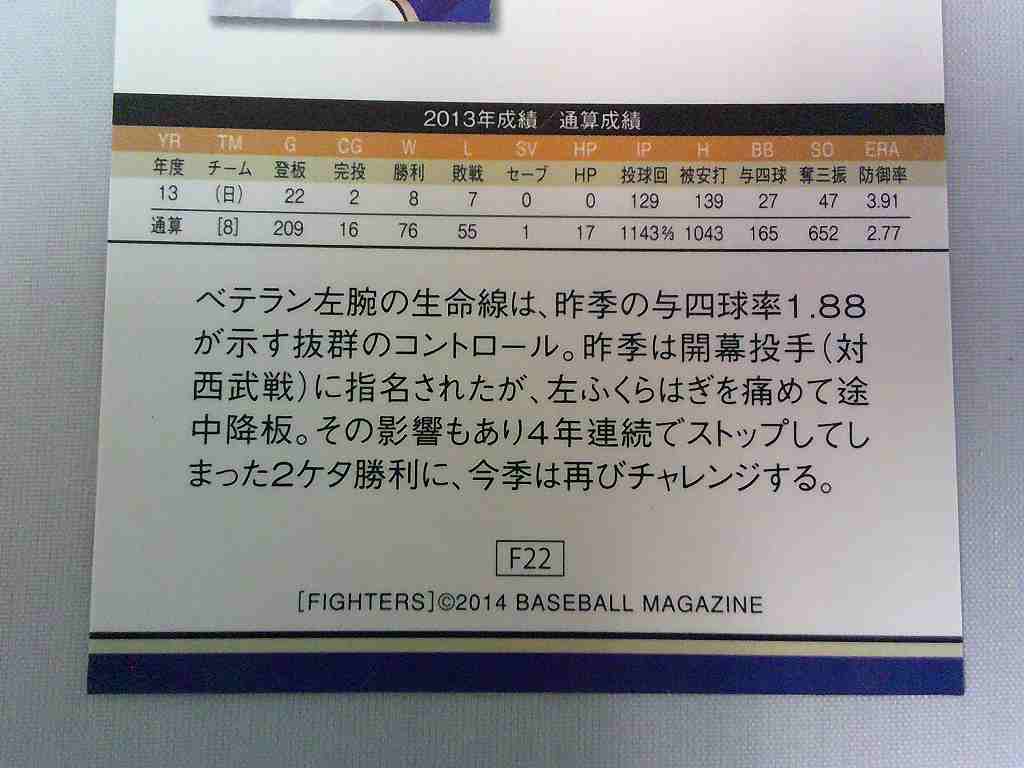 2013年成績／通算成績
YR TM G CG W L SV HP IP H BB SO ERA
年度 チーム 登板 完投 勝利 敗戦 セーブ HP 投球回 被安打 与四球 奪三振 防御率
13 (日) 22 2 8 7 0 0 129 139 27 47 3.91
通算 [8] 209 16 76 55 1 17 1143⅔ 1043 165 652 2.77
ベテラン左腕の生命線は、昨季の与四球率1.88
が示す抜群のコントロール。昨季は開幕投手(対
西武戦)に指名されたが、左ふくらはぎを痛めて途
中降板。その影響もあり4年連続でストップしてし
まった2ケタ勝利に、今季は再びチャレンジする。
F22
[FIGHTERS]©2014 BASEBALL MAGAZINE